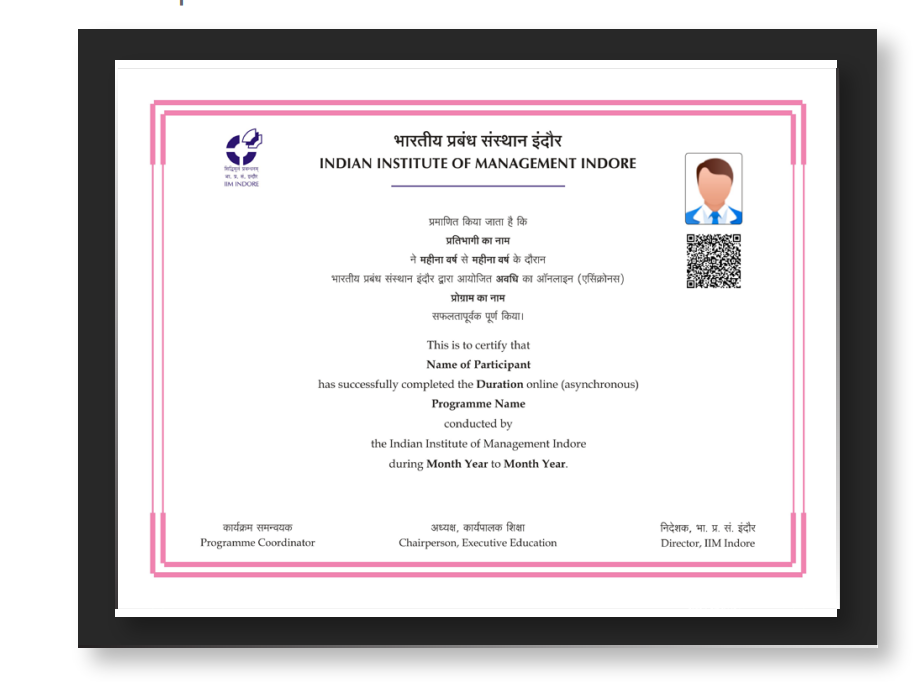 सिद्धिमूलं प्रबन्धनम्
भा. प्र. सं. इन्दौर
IIM INDORE
भारतीय प्रबंध संस्थान इंदौर
INDIAN INSTITUTE OF MANAGEMENT INDORE
प्रमाणित किया जाता है कि
प्रतिभागी का नाम
ने महीना वर्ष से महीना वर्ष के दौरान
भारतीय प्रबंध संस्थान इंदौर द्वारा आयोजित अवधि का ऑनलाइन (एसिंक्रोनस)
प्रोग्राम का नाम
सफलतापूर्वक पूर्ण किया।
This is to certify that
Name of Participant
has successfully completed the Duration online (asynchronous)
Programme Name
conducted by
the Indian Institute of Management Indore
during Month Year to Month Year.
कार्यक्रम समन्वयक
Programme Coordinator
अध्यक्ष, कार्यपालक शिक्षा
Chairperson, Executive Education
निदेशक, भा. प्र. सं. इंदौर
Director, IIM Indore